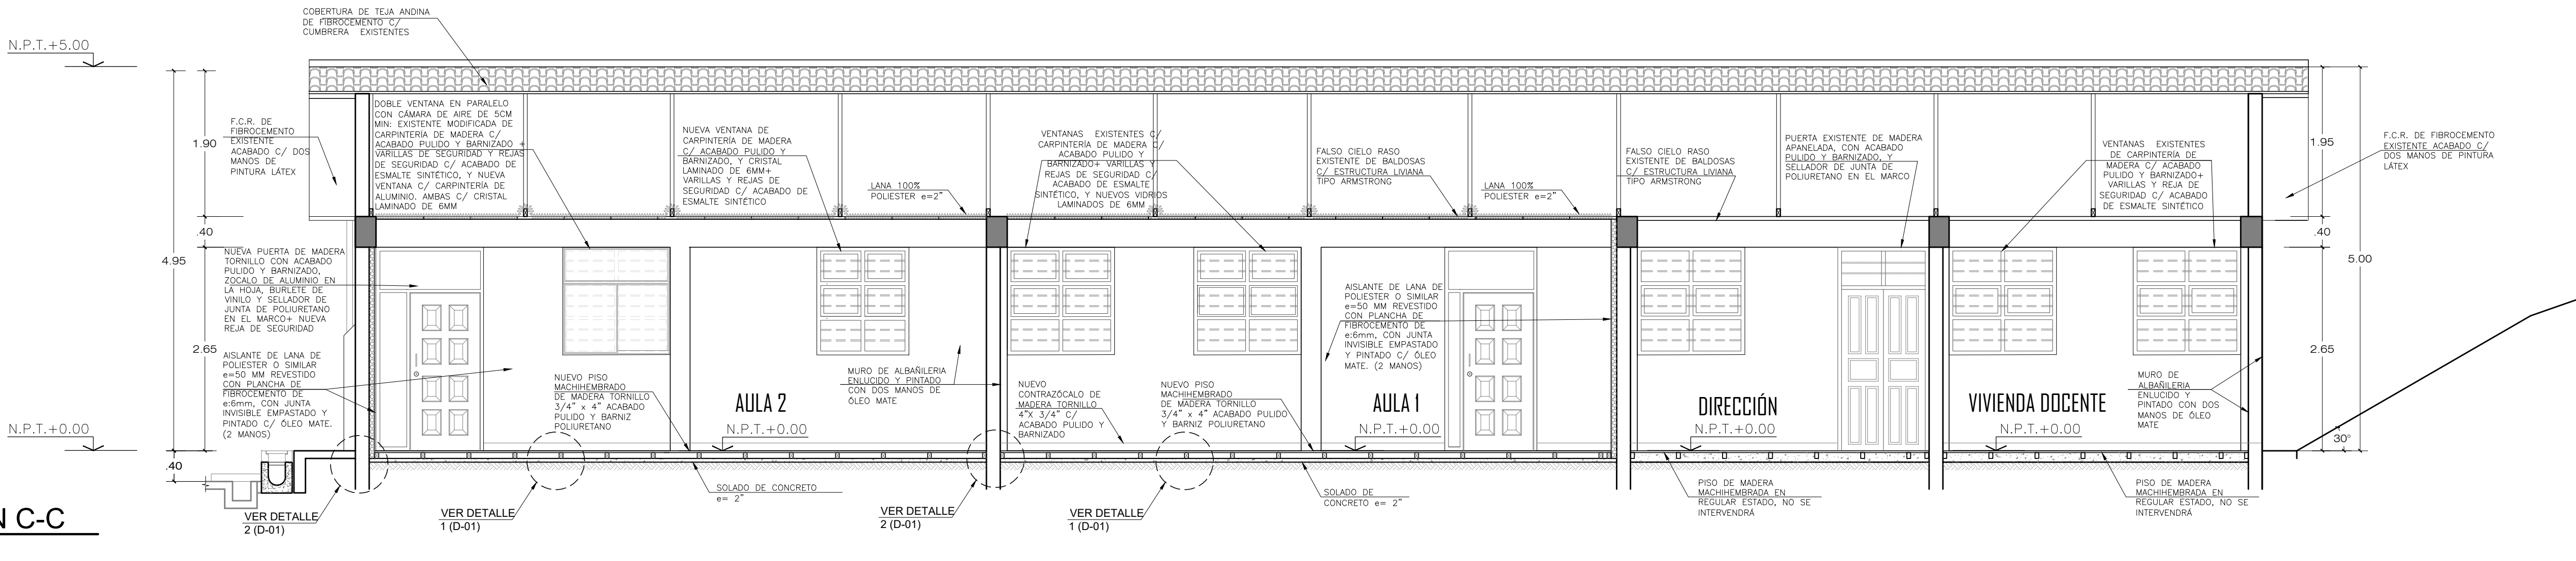 COBERTURA DE TEJA ANDINA
DE FIBROCEMENTO C/
CUMBRERA EXISTENTES
N.P.T.+5.00
F.C.R. DE
FIBROCEMENTO
EXISTENTE
ACABADO C/ DOS
MANOS DE
PINTURA LÁTEX
1.90
.40
4.95
2.65
.40
DOBLE VENTANA EN PARALELO
CON CÁMARA DE AIRE DE 5CM
MIN: EXISTENTE MODIFICADA DE
CARPINTERÍA DE MADERA C/
ACABADO PULIDO Y BARNIZADO +
VARILLAS DE SEGURIDAD Y REJAS
DE SEGURIDAD C/ ACABADO DE
ESMALTE SINTÉTICO, Y NUEVA
VENTANA C/ CARPINTERÍA DE
ALUMINIO. AMBAS C/ CRISTAL
LAMINADO DE 6MM
NUEVA VENTANA DE
CARPINTERÍA DE MADERA
C/ ACABADO PULIDO Y
BARNIZADO, Y CRISTAL
LAMINADO DE 6MM+
VARILLAS Y REJAS DE
SEGURIDAD C/ ACABADO DE
ESMALTE SINTÉTICO
LANA 100%
POLIESTER e=2"
VENTANAS EXISTENTES C/
CARPINTERÍA DE MADERA C/
ACABADO PULIDO Y
BARNIZADO+ VARILLAS Y
REJAS DE SEGURIDAD C/
ACABADO DE ESMALTE
SINTÉTICO, Y NUEVOS VIDRIOS
LAMINADOS DE 6MM
FALSO CIELO RASO
EXISTENTE DE BALDOSAS
C/ ESTRUCTURA LIVIANA
TIPO ARMSTRONG
LANA 100%
POLIESTER e=2"
FALSO CIELO RASO
EXISTENTE DE BALDOSAS
C/ ESTRUCTURA LIVIANA
TIPO ARMSTRONG
PUERTA EXISTENTE DE MADERA
APANELADA, CON ACABADO
PULIDO Y BARNIZADO, Y
SELLADOR DE JUNTA DE
POLIURETANO EN EL MARCO
VENTANAS EXISTENTES
DE CARPINTERÍA DE
MADERA C/ ACABADO
PULIDO Y BARNIZADO+
VARILLAS Y REJA DE
SEGURIDAD C/ ACABADO
DE ESMALTE SINTÉTICO
1.95
.40
5.00
2.65
30°
F.C.R. DE FIBROCEMENTO
EXISTENTE ACABADO C/
DOS MANOS DE PINTURA
LÁTEX
NUEVA PUERTA DE MADERA
TORNILLO CON ACABADO
PULIDO Y BARNIZADO,
ZOCALO DE ALUMINIO EN
LA HOJA, BURLETE DE
VINILO Y SELLADOR DE
JUNTA DE POLIURETANO
EN EL MARCO+ NUEVA
REJA DE SEGURIDAD
AISLANTE DE LANA DE
POLIESTER O SIMILAR
e=50 MM REVESTIDO
CON PLANCHA DE
FIBROCEMENTO DE
e:6mm, CON JUNTA
INVISIBLE EMPASTADO Y
PINTADO C/ ÓLEO MATE.
(2 MANOS)
N.P.T.+0.00
NUEVO PISO
MACHIHEMBRADO
DE MADERA TORNILLO
3/4" x 4" ACABADO
PULIDO Y BARNIZ
POLIURETANO
AULA 2
N.P.T.+0.00
MURO DE ALBAÑILERIA
ENLUCIDO Y PINTADO
CON DOS MANOS DE
ÓLEO MATE
NUEVO
CONTRAZÓCALO DE
MADERA TORNILLO
4"X 3/4" C/
ACABADO PULIDO Y
BARNIZADO
NUEVO PISO
MACHIHEMBRADO
DE MADERA TORNILLO
3/4" x 4" ACABADO PULIDO
Y BARNIZ POLIURETANO
AISLANTE DE LANA DE
POLIESTER O SIMILAR
e=50 MM REVESTIDO
CON PLANCHA DE
FIBROCEMENTO DE
e:6mm, CON JUNTA
INVISIBLE EMPASTADO
Y PINTADO C/ ÓLEO
MATE. (2 MANOS)
AULA 1
N.P.T.+0.00
DIRECCIÓN
N.P.T.+0.00
VIVIENDA DOCENTE
N.P.T.+0.00
MURO DE
ALBAÑILERIA
ENLUCIDO Y
PINTADO CON DOS
MANOS DE ÓLEO
MATE
SOLADO DE CONCRETO
e= 2"
SOLADO DE
CONCRETO e= 2"
PISO DE MADERA
MACHIHEMBRADA EN
REGULAR ESTADO, NO SE
INTERVENDRÁ
PISO DE MADERA
MACHIHEMBRADA EN
REGULAR ESTADO, NO SE
INTERVENDRÁ
VER DETALLE
2 (D-01)
VER DETALLE
1 (D-01)
VER DETALLE
2 (D-01)
VER DETALLE
1 (D-01)
N C-C